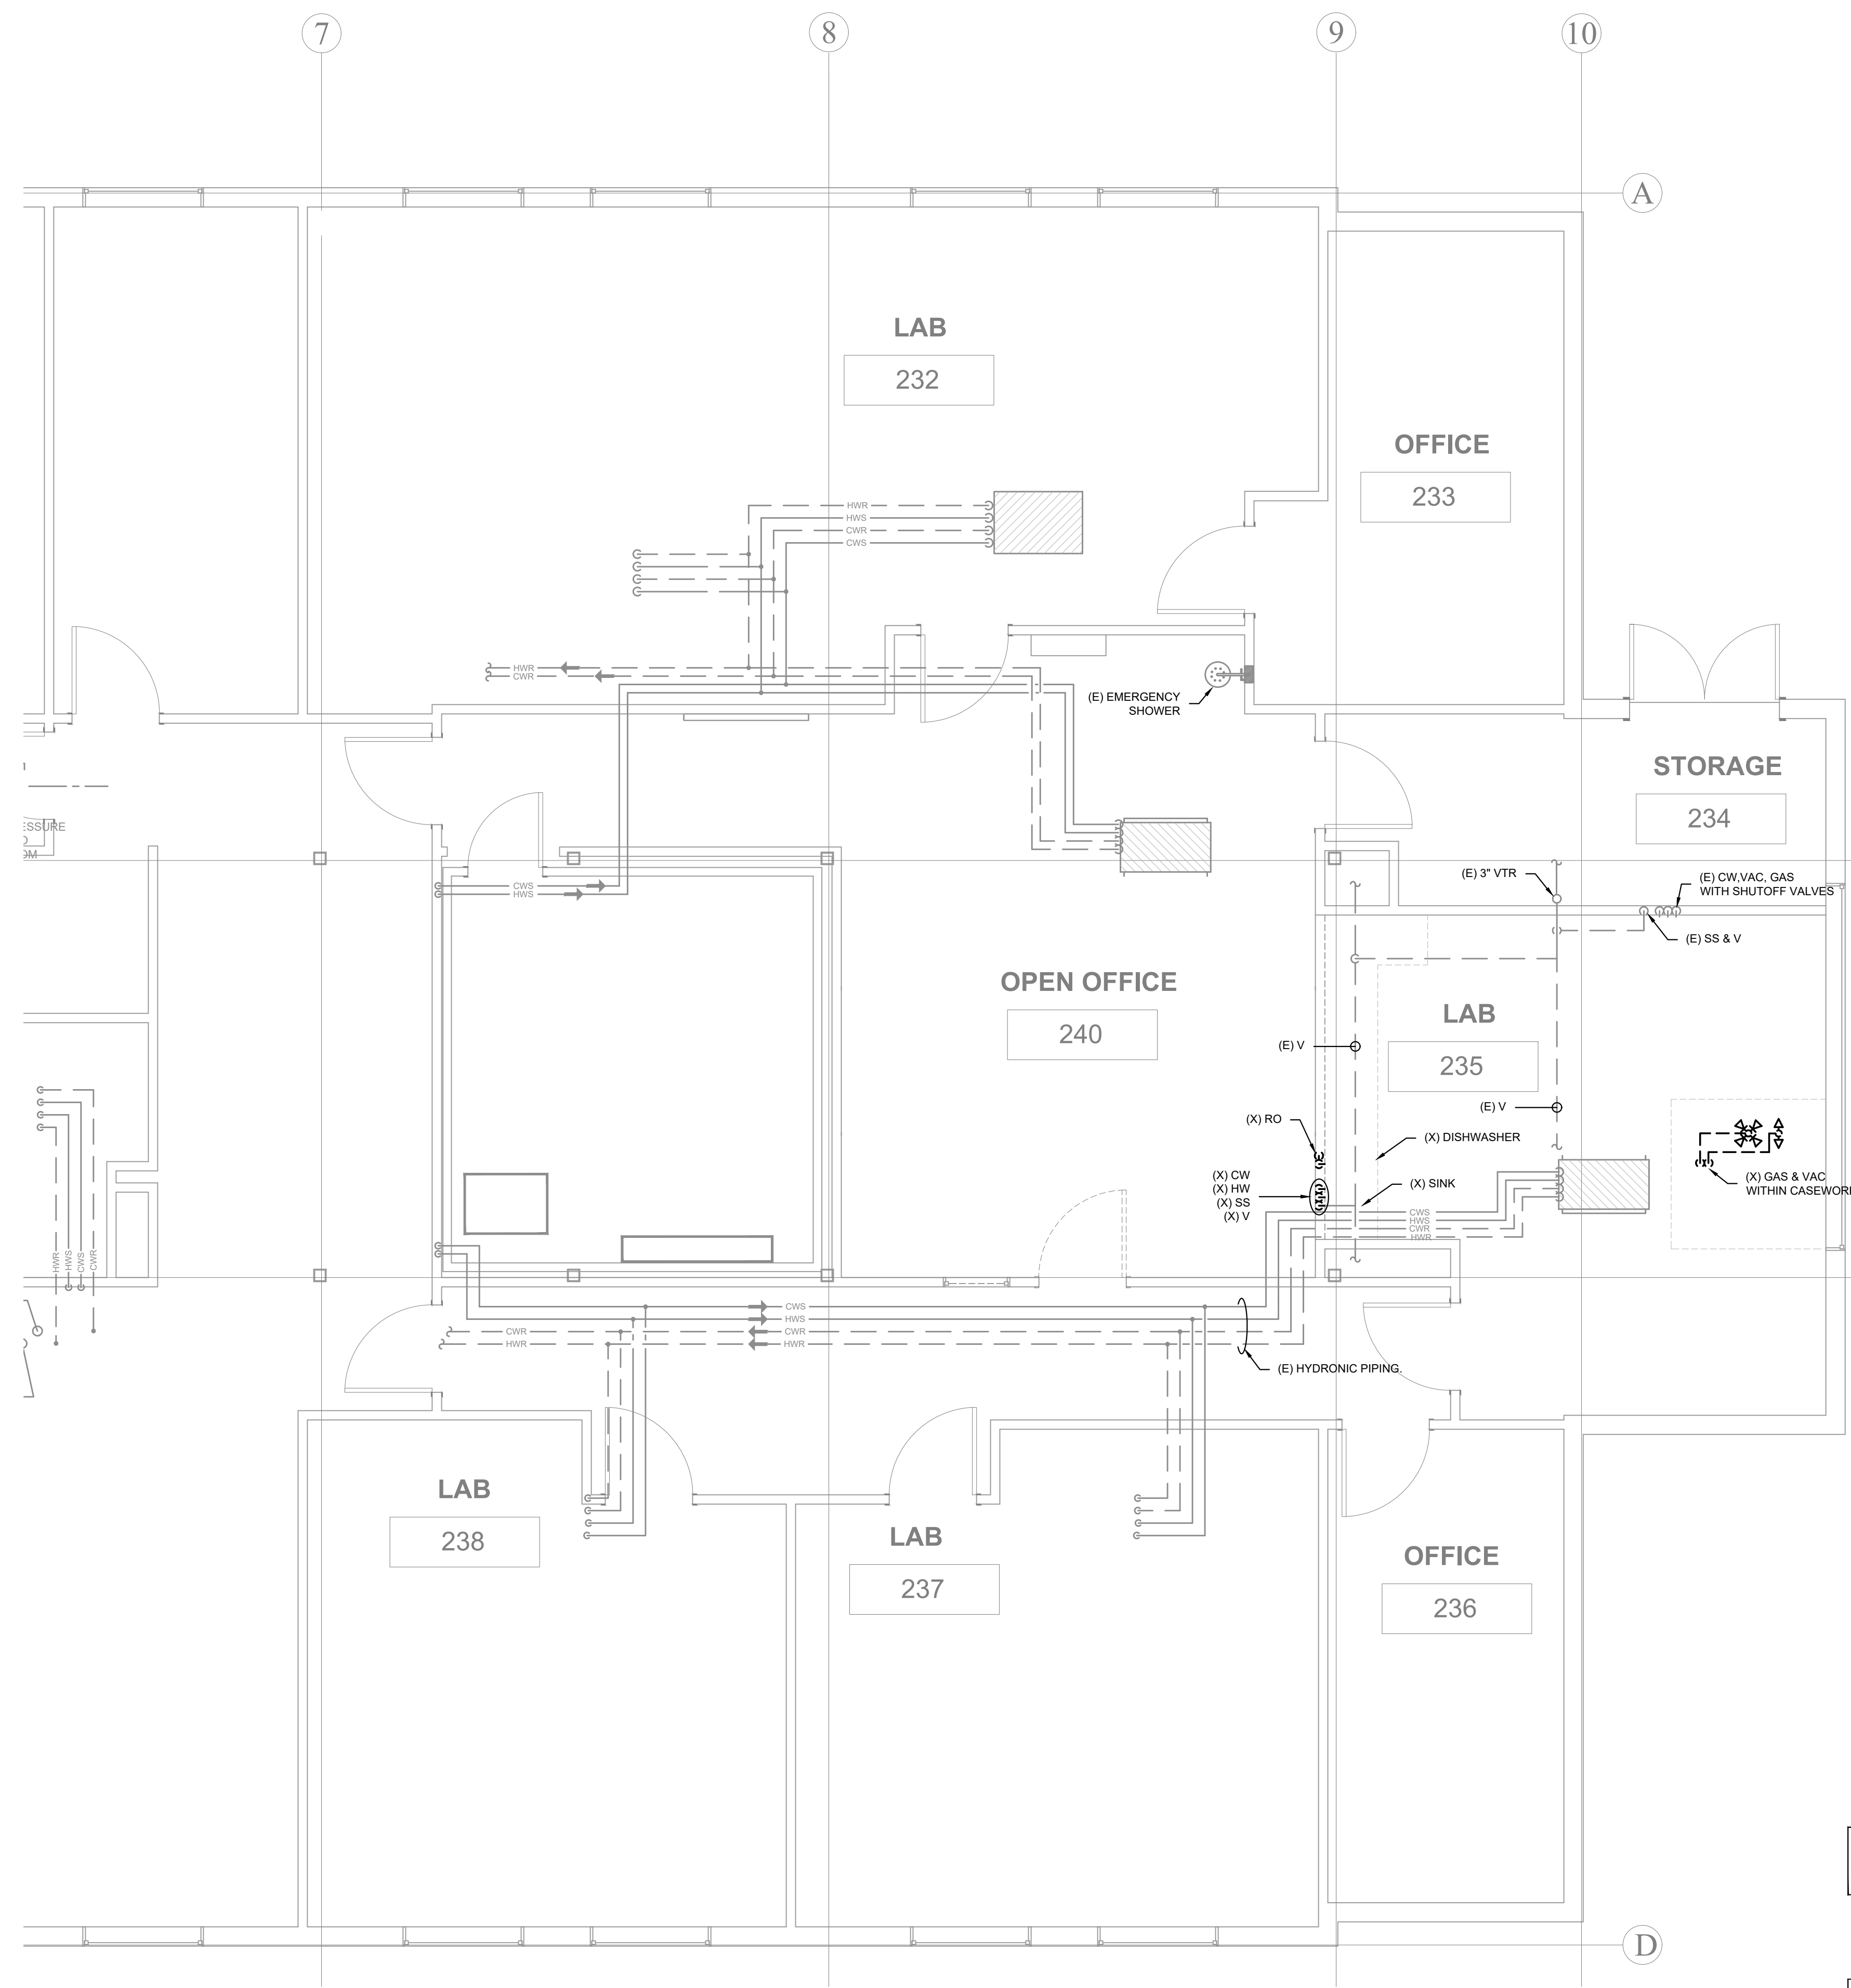 7
8
9
10
A
LAB
232
OFFICE
233
HWR
HWS
CWR
CWS
HWR
CWR
(E) EMERGENCY
SHOWER
STORAGE
234
ESSURE
OM
(E) 3" VTR
(E) CW,VAC, GAS
WITH SHUTOFF VALVES
CWS
HWS
(E) SS & V
OPEN OFFICE
240
LAB
235
(E) V
(E) V
(X) RO
(X) DISHWASHER
(X) CW
(X) HW
(X) SS
(X) V
(X) SINK
(X) GAS & VAC
WITHIN CASEWORK
CWS
HWS
CWR
HWR
HWR
HWS
CWS
CWR
CWS
HWS
CWR
HWR
(E) HYDRONIC PIPING.
LAB
238
LAB
237
OFFICE
236
D